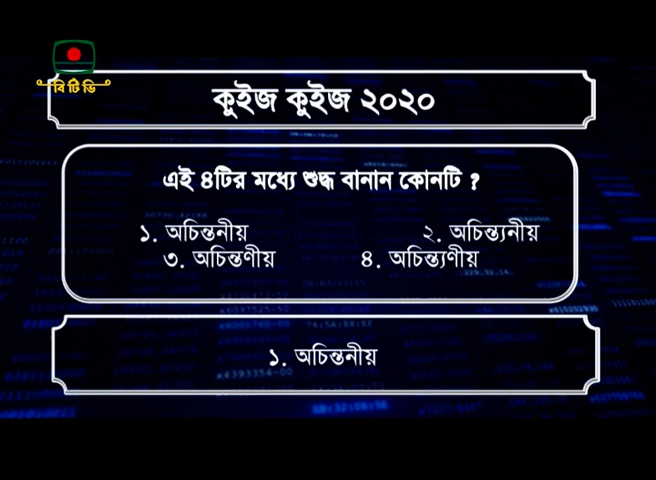 বি টি ভি
কুইজ কুইজ ২০২০
এই ৪টির মধ্যে শুদ্ধ বানান কোনটি ?
১. অচিন্তনীয় ২. অচিন্ত্যনীয়
৩. অচিন্তণীয় ৪. অচিন্ত্যণীয়
১. অচিন্তনীয়